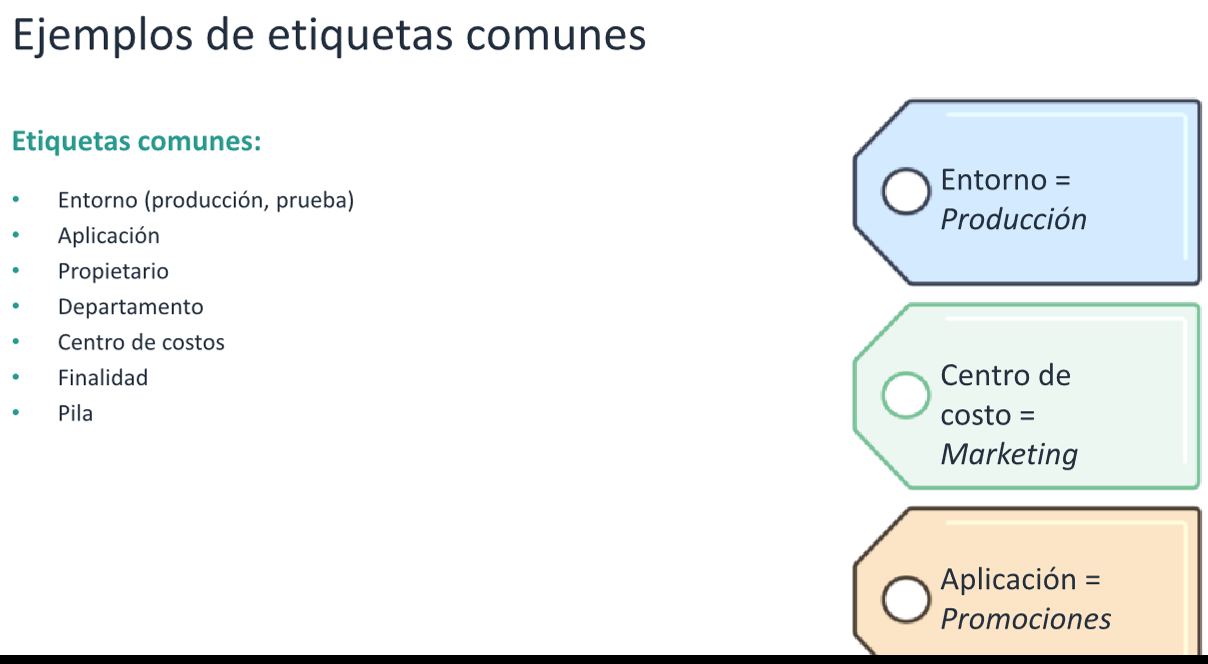 Ejemplos de etiquetas comunes
Etiquetas comunes:
• Entorno (producción, prueba)
• Aplicación
• Propietario
• Departamento
• Centro de costos
• Finalidad
• Pila
Entorno =
Producción
Centro de
costo =
Marketing
Aplicación =
Promociones